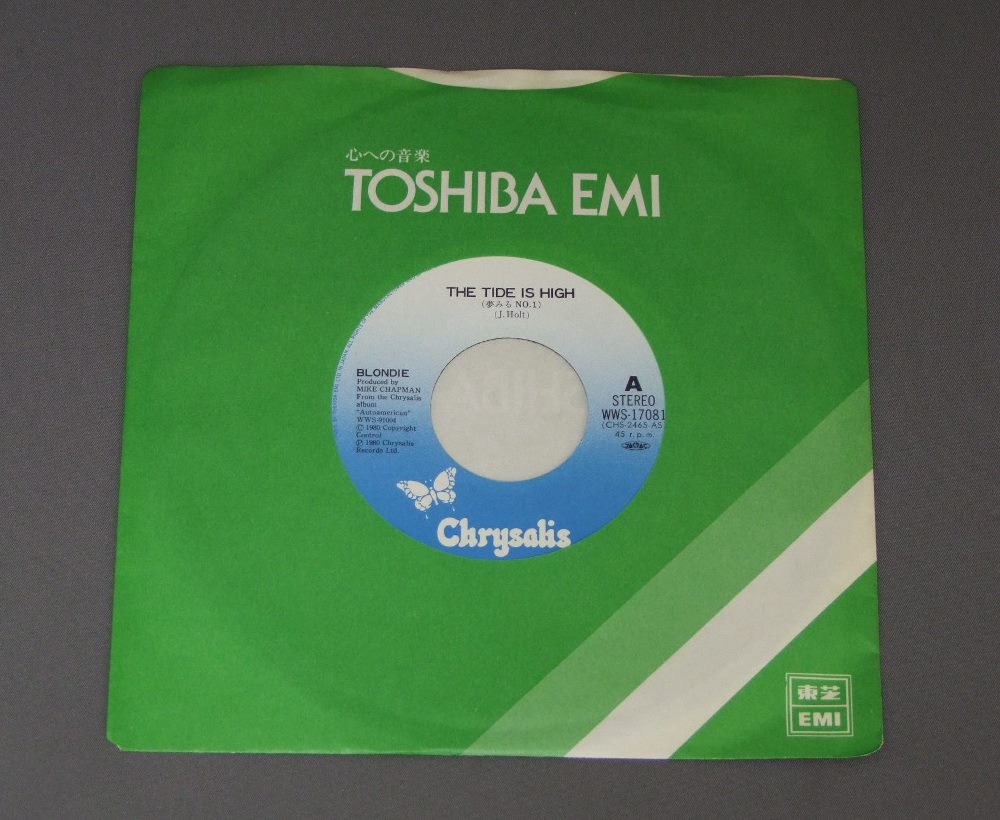 心への音楽
TOSHIBA EMI
THE TIDE IS HIGH
(夢みる NO.1)
(J. Holt)
BLONDIE
Produced by
MIKE CHAPMAN
From the Chrysalis
album
"Autoamerican"
WWS-91004
© 1980 Copyright
Control
℗ 1980 Chrysalis
Records Ltd.
A
STEREO
WWS-17081
(CHS-2465-AS)
45 r.p.m.
Chrysalis
東芝
EMI